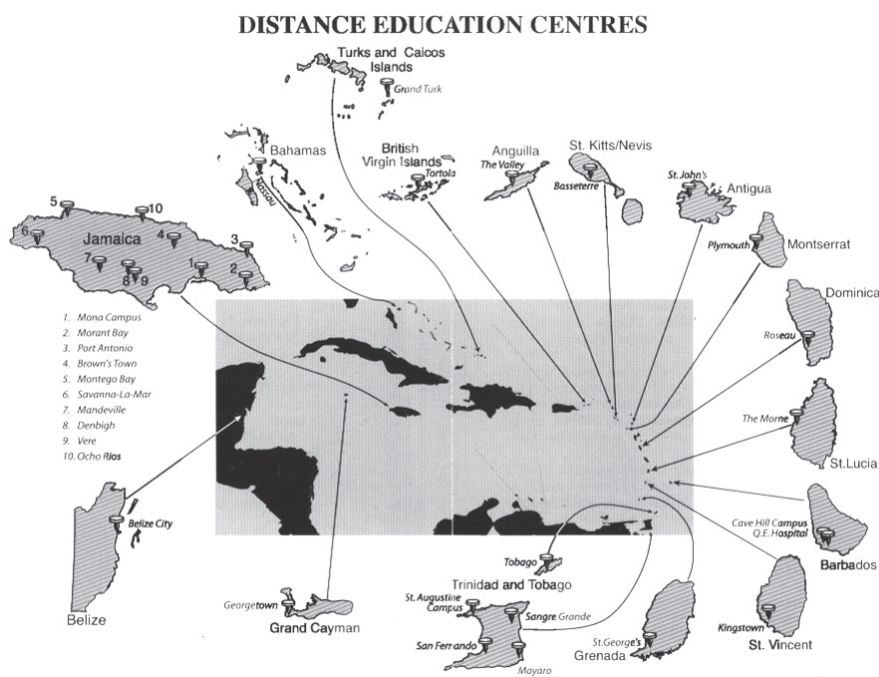 DISTANCE EDUCATION CENTRES
Turks and Caicos
Islands
Grand Turk
Bahamas
Nassau
British
Virgin Islands
Tortola
Anguilla
The Valley
St. Kitts/Nevis
Basseterre
St.John's
Antigua
Plymouth
Montserrat
Dominica
Roseau
The Morne
St.Lucia
Cave Hill Campus
Q.E. Hospital
Barbados
Kingstown
St. Vincent
St.George's
Grenada
Tobago
Trinidad and Tobago
St. Augustine
Campus
Sangre Grande
San Fernando
Mayaro
Georgetown
Grand Cayman
Belize City
Belize
Jamaica
5
10
6
4
3
7
8
9
1
2
1. Mona Campus
2. Morant Bay
3. Port Antonio
4. Brown's Town
5. Montego Bay
6. Savanna-La-Mar
7. Mandeville
8. Denbigh
9. Vere
10. Ocho Rios